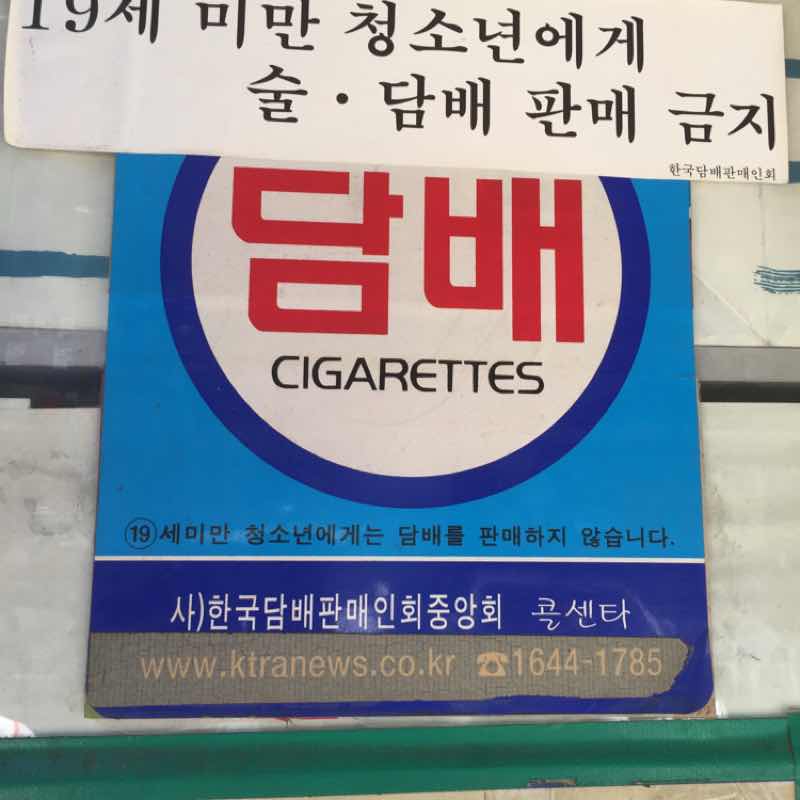 19세 미만 청소년에게
술·담배 판매 금지
한국담배판매인회
담배
CIGARETTES
19세미만 청소년에게는 담배를 판매하지 않습니다.
사)한국담배판매인회중앙회 콜센타
www.ktranews.co.kr ☎1644-1785